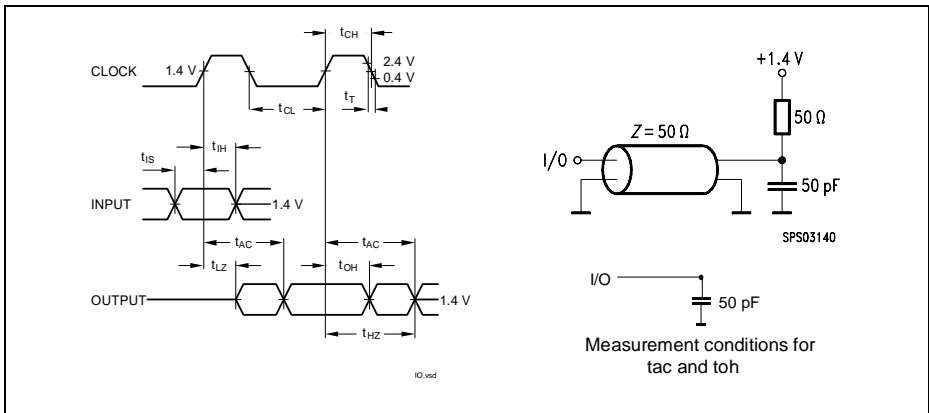 tCH
CLOCK
1.4 V
2.4 V
0.4 V
tT
tCL
tIH
tIS
INPUT
1.4 V
tAC
tAC
tLZ
tOH
OUTPUT
1.4 V
tHZ
IO.vsd
+1.4 V
50 Ω
Z = 50 Ω
I/O
50 pF
SPS03140
I/O
50 pF
Measurement conditions for
tac and toh